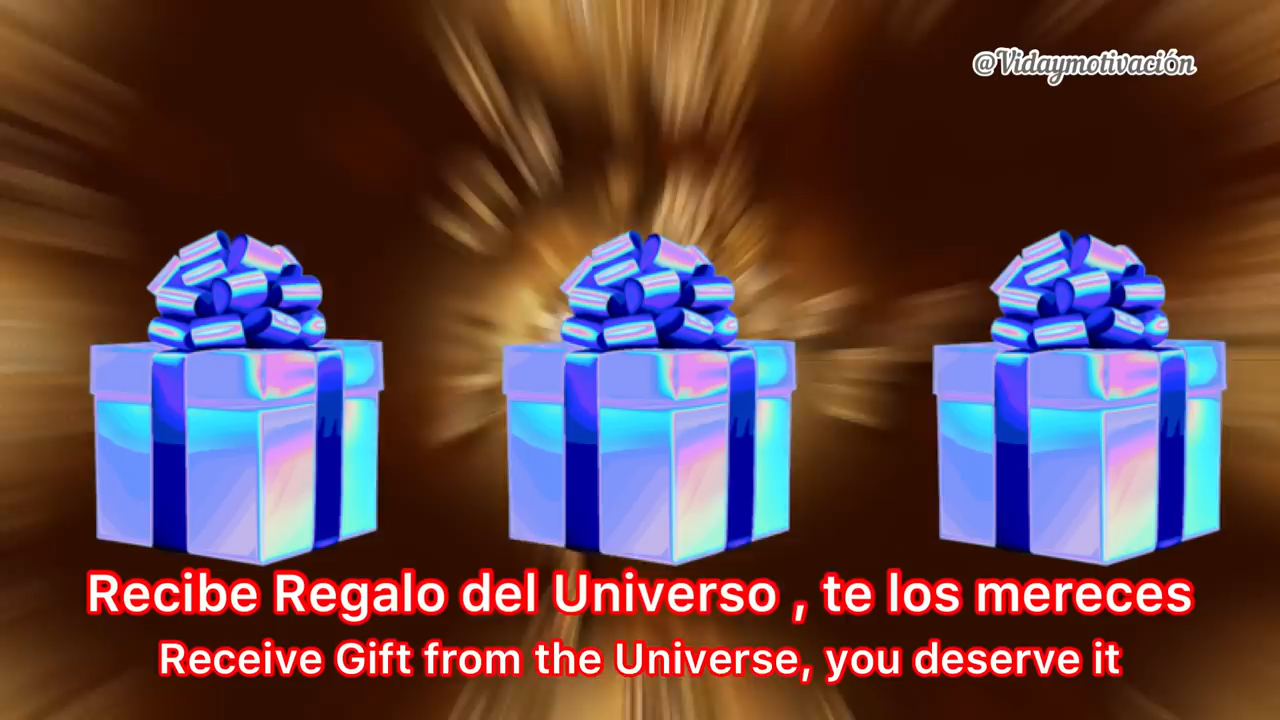 @Vidaymotivación
Recibe Regalo del Universo , te los mereces
Receive Gift from the Universe, you deserve it